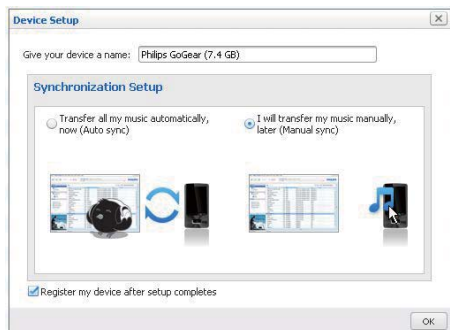 Device Setup
Give your device a name: Philips GoGear (7.4 GB)
Synchronization Setup
Transfer all my music automatically,
now (Auto sync)
I will transfer my music manually,
later (Manual sync)
Register my device after setup completes
OK